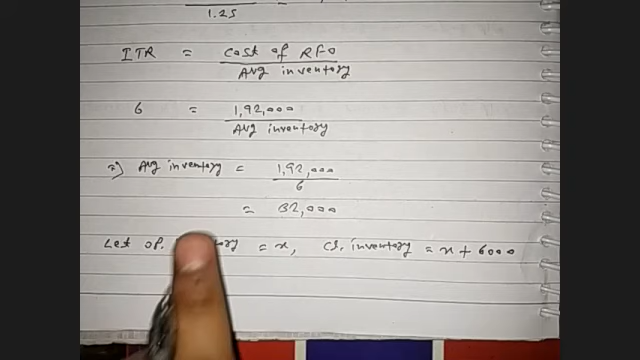 1.25
ITR = Cost of RFO
Avg inventory
6 = 1,92,000
Avg inventory
=) Avg inventory = 1,92,000
6
= 32,000
Let op. = x, Cl. inventory = x + 6000